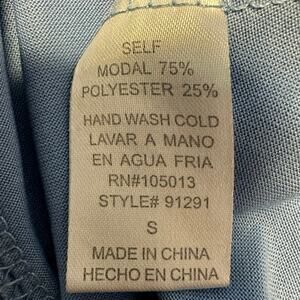 SELF
MODAL 75%
POLYESTER 25%
HAND WASH COLD
LAVAR A MANO
EN AGUA FRIA
RN#105013
STYLE# 91291
S
MADE IN CHINA
HECHO EN CHINA